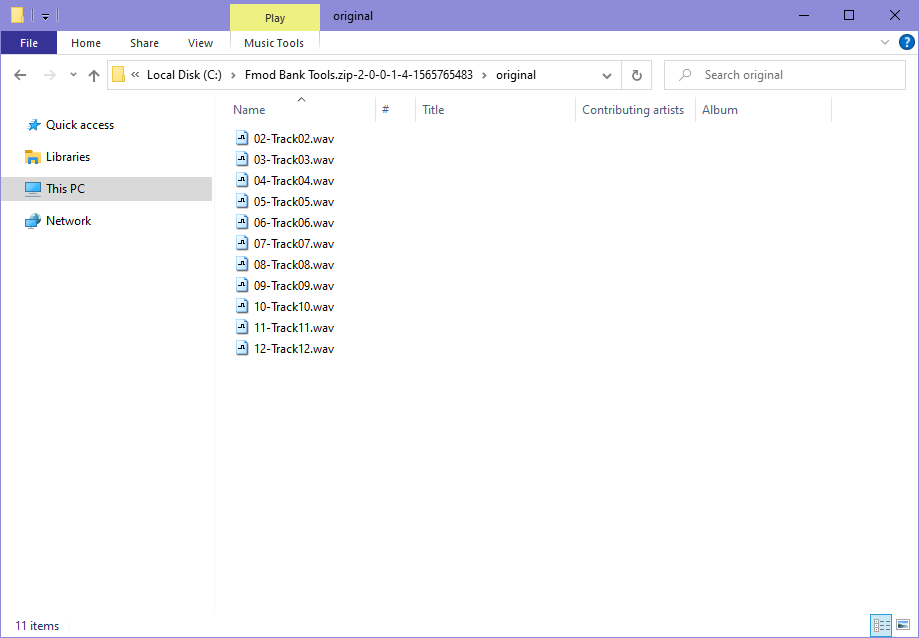 Play original
File Home Share View Music Tools
« Local Disk (C:) › Fmod Bank Tools.zip-2-0-0-1-4-1565765483 › original Search original
Name # Title Contributing artists Album
Quick access
Libraries
This PC
Network
02-Track02.wav
03-Track03.wav
04-Track04.wav
05-Track05.wav
06-Track06.wav
07-Track07.wav
08-Track08.wav
09-Track09.wav
10-Track10.wav
11-Track11.wav
12-Track12.wav
11 items